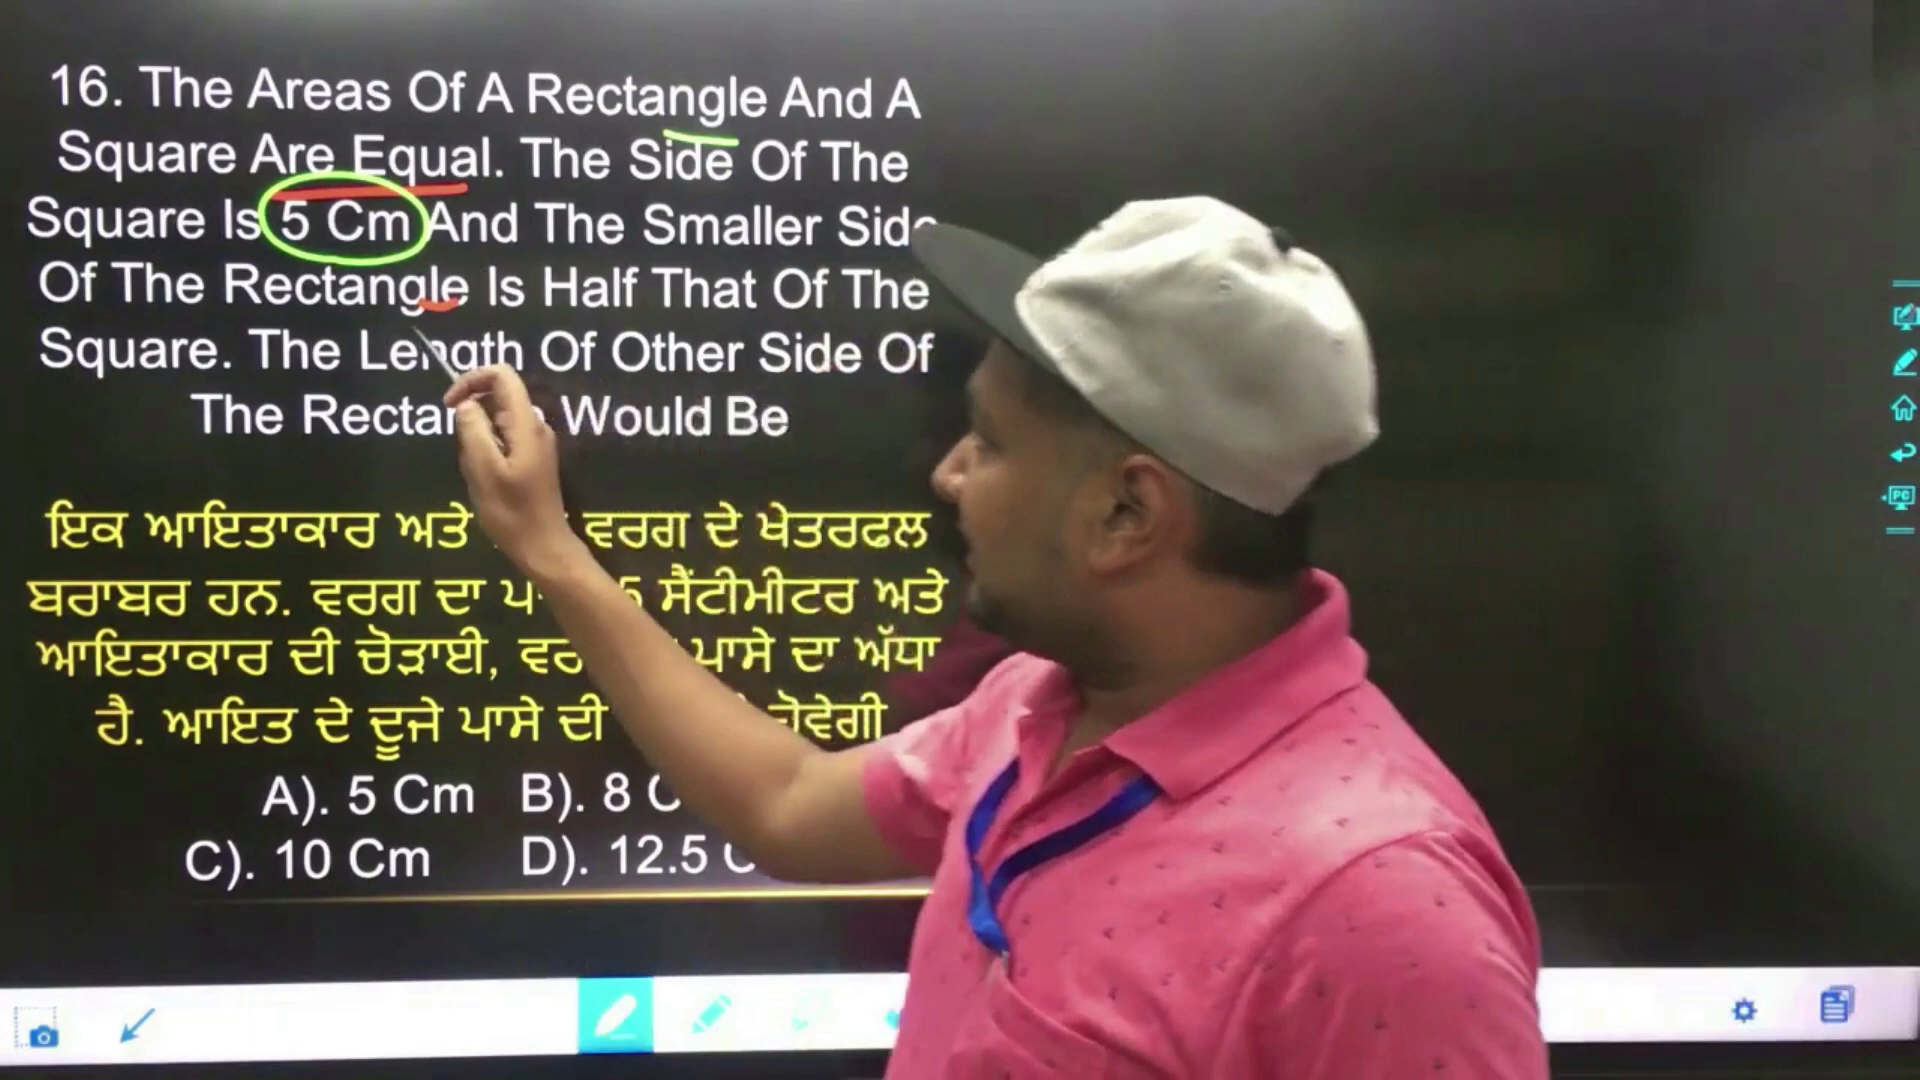 16. The Areas Of A Rectangle And A
Square Are Equal. The Side Of The
Square Is 5 Cm And The Smaller Side
Of The Rectangle Is Half That Of The
Square. The Length Of Other Side Of
The Would Be
ਇਕ ਆਇਤਾਕਾਰ ਅਤੇ ਵਰਗ ਦੇ ਖੇਤਰਫਲ
ਬਰਾਬਰ ਹਨ. ਵਰਗ ਦਾ 5 ਸੈਂਟੀਮੀਟਰ ਅਤੇ
ਆਇਤਾਕਾਰ ਦੀ ਚੋੜਾਈ, ਪਾਸੇ ਦਾ ਅੱਧਾ
ਹੈ. ਆਇਤ ਦੇ ਦੂਜੇ ਪਾਸੇ ਦੀ ਹੋਵੇਗੀ
A). 5 Cm B). 8
C). 10 Cm D). 12.5
PC